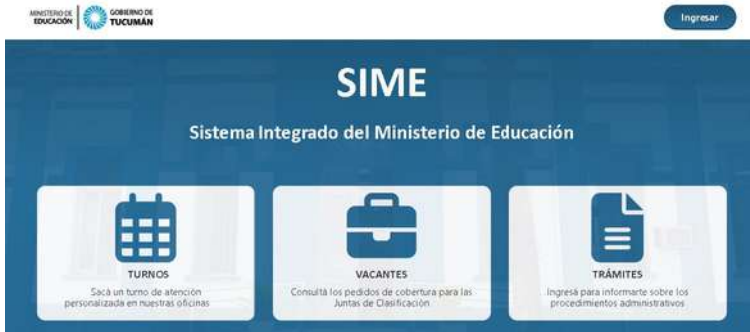 MINISTERIO DE
EDUCACIÓN
GOBIERNO DE
TUCUMÁN
Ingresar
SIME
Sistema Integrado del Ministerio de Educación
TURNOS
Sacá un turno de atención
personalizada en nuestras oficinas
VACANTES
Consultá los pedidos de cobertura para las
Juntas de Clasificación
TRÁMITES
Ingresá para informarte sobre los
procedimientos administrativos